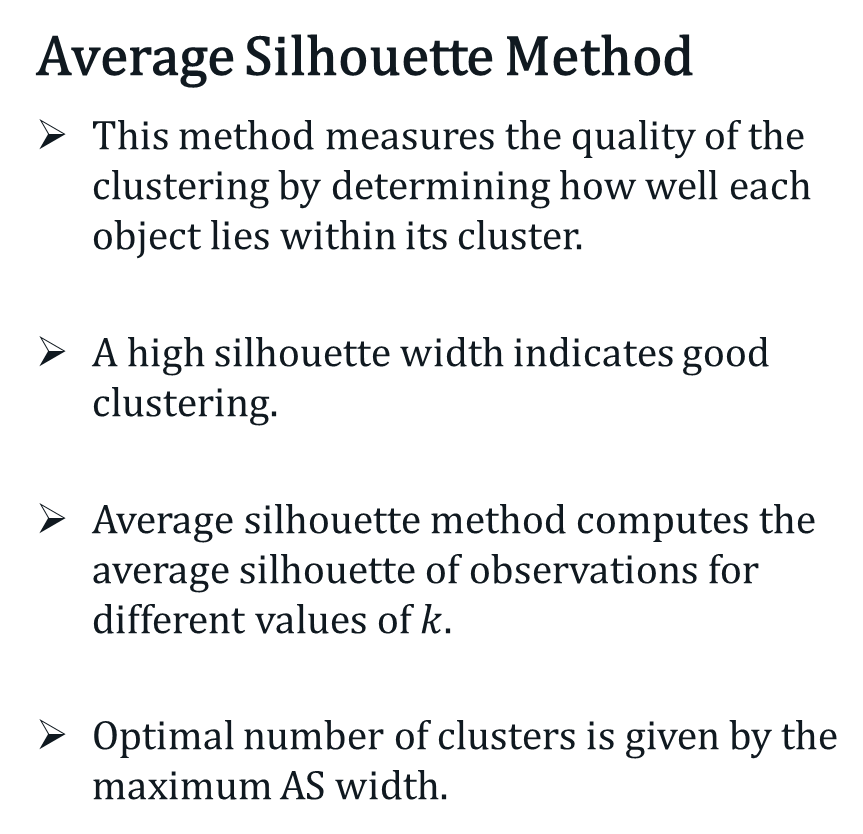 Average Silhouette Method
➢ This method measures the quality of the
clustering by determining how well each
object lies within its cluster.
➢ A high silhouette width indicates good
clustering.
➢ Average silhouette method computes the
average silhouette of observations for
different values of k.
➢ Optimal number of clusters is given by the
maximum AS width.